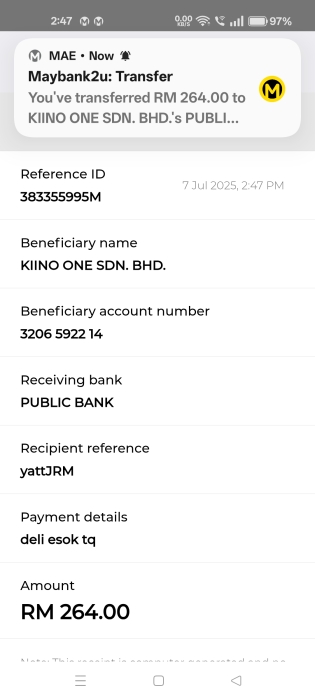 2:47
0.00 KB/S
97%
MAE • Now
Maybank2u: Transfer
You've transferred RM 264.00 to
KIINO ONE SDN. BHD.'s PUBLI...
Reference ID
383355995M
7 Jul 2025, 2:47 PM
Beneficiary name
KIINO ONE SDN. BHD.
Beneficiary account number
3206 5922 14
Receiving bank
PUBLIC BANK
Recipient reference
yattJRM
Payment details
deli esok tq
Amount
RM 264.00
Note: This receipt is computer generated and no